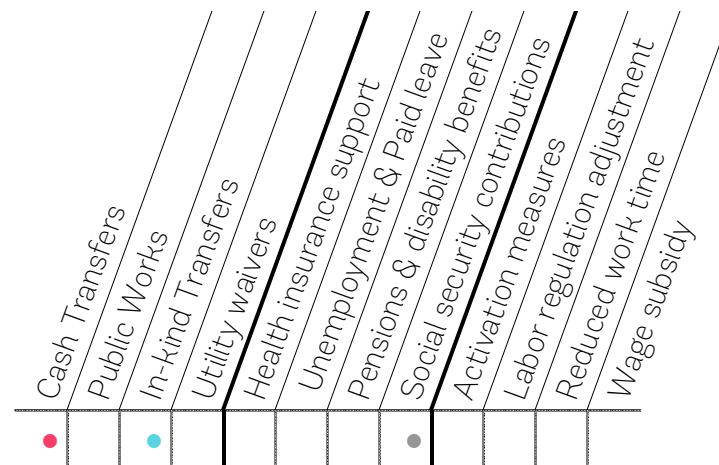 Cash Transfers
Public Works
In-kind Transfers
Utility waivers
Health insurance support
Unemployment & Paid leave
Pensions & disability benefits
Social security contributions
Activation measures
Labor regulation adjustment
Reduced work time
Wage subsidy